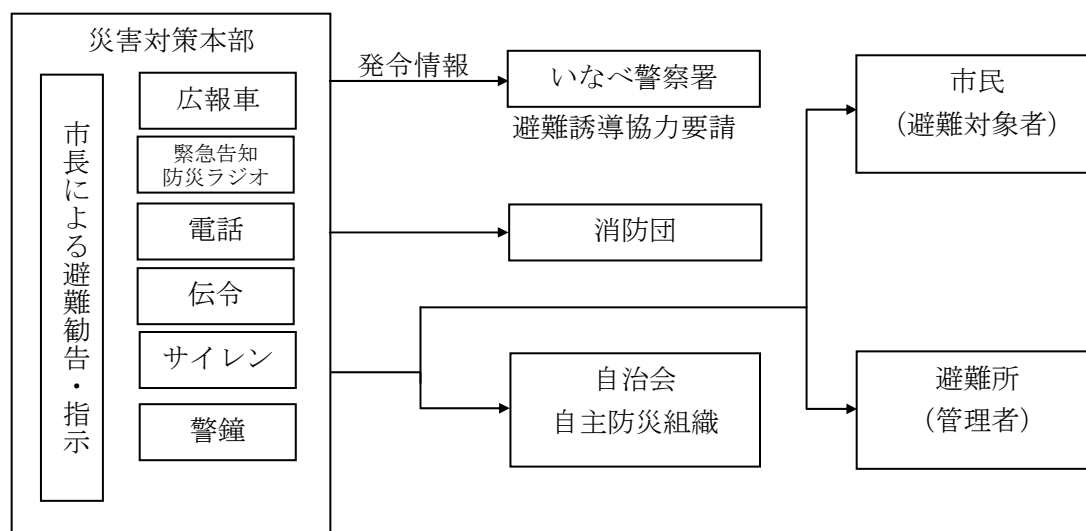 災害対策本部
市長による避難勧告・指示
広報車
緊急告知
防災ラジオ
電話
伝令
サイレン
警鐘
発令情報
いなべ警察署
避難誘導協力要請
消防団
自治会
自主防災組織
市民
(避難対象者)
避難所
(管理者)